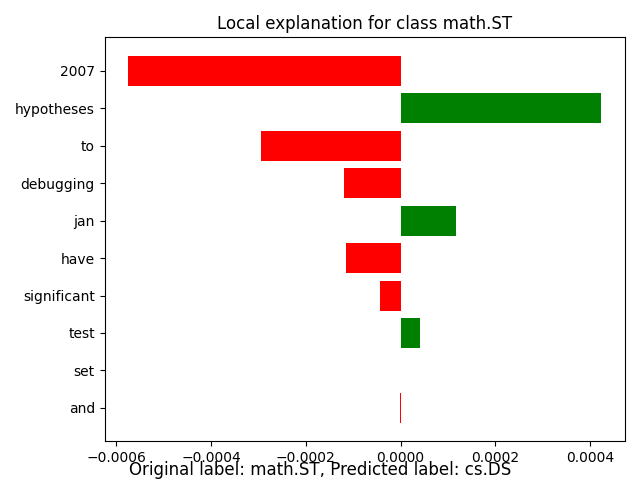 Local explanation for class math.ST
2007
hypotheses
to
debugging
jan
have
significant
test
set
and
−0.0006 −0.0004 −0.0002 0.0000 0.0002 0.0004
Original label: math.ST, Predicted label: cs.DS